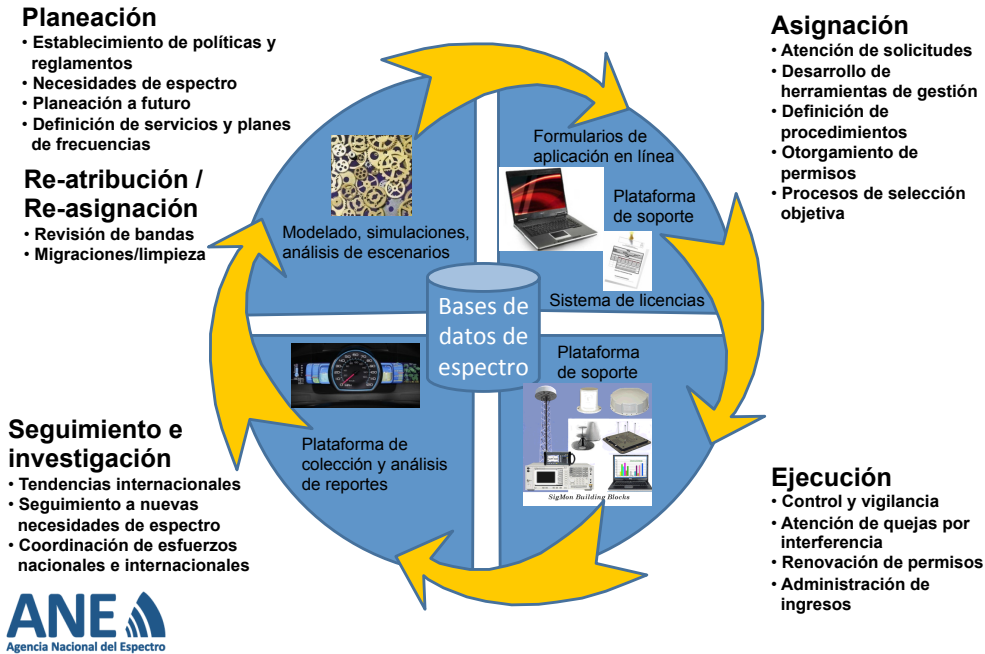 Planeación
• Establecimiento de políticas y
reglamentos
• Necesidades de espectro
• Planeación a futuro
• Definición de servicios y planes
de frecuencias
Re-atribución /
Re-asignación
• Revisión de bandas
• Migraciones/limpieza
Seguimiento e
investigación
• Tendencias internacionales
• Seguimiento a nuevas
necesidades de espectro
• Coordinación de esfuerzos
nacionales e internacionales
ANE
Agencia Nacional del Espectro
Modelado, simulaciones,
análisis de escenarios
Formularios de
aplicación en línea
Plataforma
de soporte
Sistema de licencias
Bases de
datos de
espectro
Plataforma de
colección y análisis
de reportes
Plataforma
de soporte
SigMon Building Blocks
Asignación
• Atención de solicitudes
• Desarrollo de
herramientas de gestión
• Definición de
procedimientos
• Otorgamiento de
permisos
• Procesos de selección
objetiva
Ejecución
• Control y vigilancia
• Atención de quejas por
interferencia
• Renovación de permisos
• Administración de
ingresos